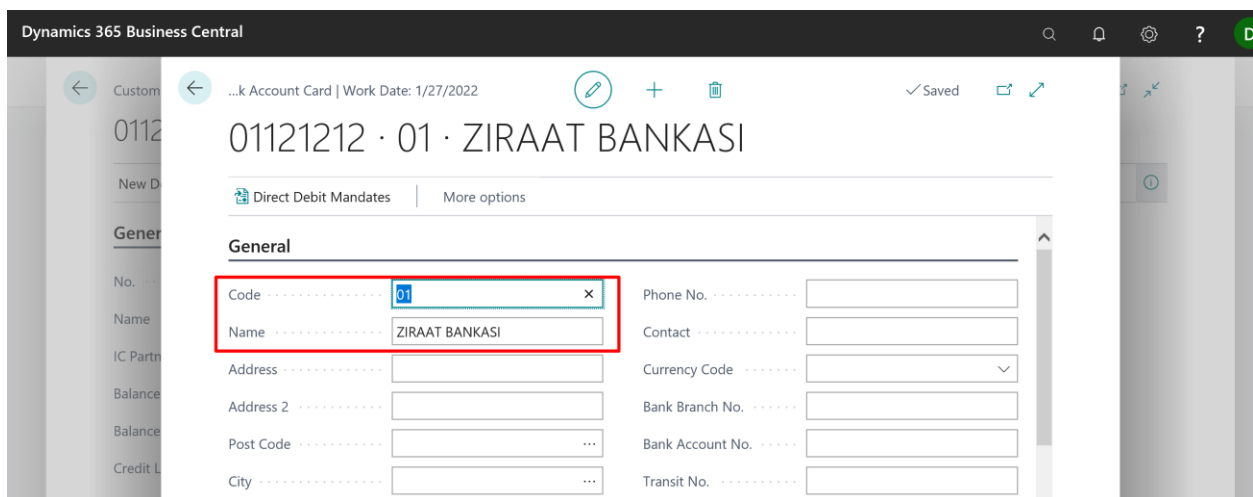 Dynamics 365 Business Central
?
D
Custom
...k Account Card | Work Date: 1/27/2022
✓ Saved
0112
01121212 · 01 · ZIRAAT BANKASI
New D
Direct Debit Mandates
More options
Gener
General
No.
Code
01
Phone No.
Name
Name
ZIRAAT BANKASI
Contact
IC Partn
Address
Currency Code
Balance
Address 2
Bank Branch No.
Balance
Post Code
...
Bank Account No.
Credit L
City
...
Transit No.